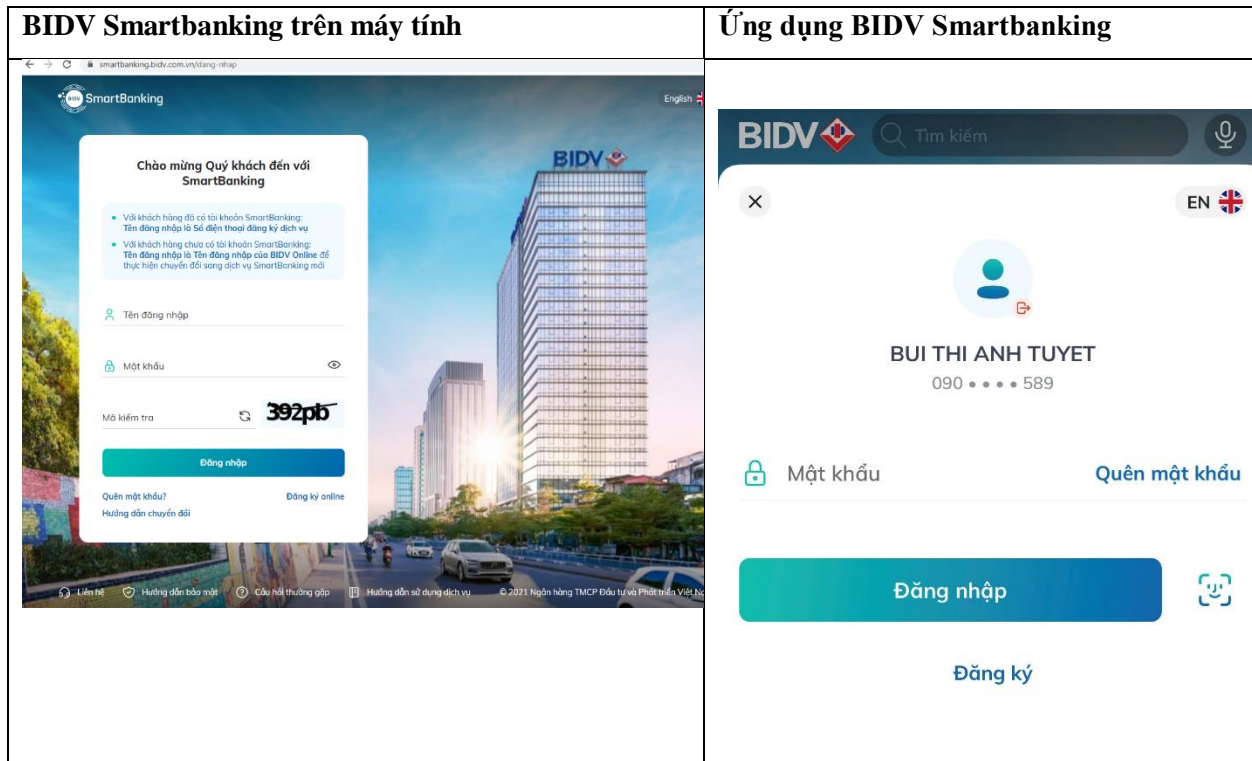 BIDV Smartbanking trên máy tính
Ứng dụng BIDV Smartbanking
smartbanking.bidv.com.vn/dang-nhap
BIDV SmartBanking
English
Chào mừng Quý khách đến với
SmartBanking
Với khách hàng đã có tài khoản SmartBanking:
Tên đăng nhập là Số điện thoại đăng ký dịch vụ
Với khách hàng chưa có tài khoản SmartBanking:
Tên đăng nhập là Tên đăng nhập của BIDV Online để
thực hiện chuyển đổi sang dịch vụ SmartBanking mới
Tên đăng nhập
Mật khẩu
Mã kiểm tra
392pb
Đăng nhập
Quên mật khẩu? Đăng ký online
Hướng dẫn chuyển đổi
BIDV
Liên hệ Hướng dẫn bảo mật Câu hỏi thường gặp Hướng dẫn sử dụng dịch vụ © 2021 Ngân hàng TMCP Đầu tư và Phát triển Việt
BIDV Tìm kiếm
EN
BUI THI ANH TUYET
090 • • • • 589
Mật khẩu Quên mật khẩu
Đăng nhập
Đăng ký